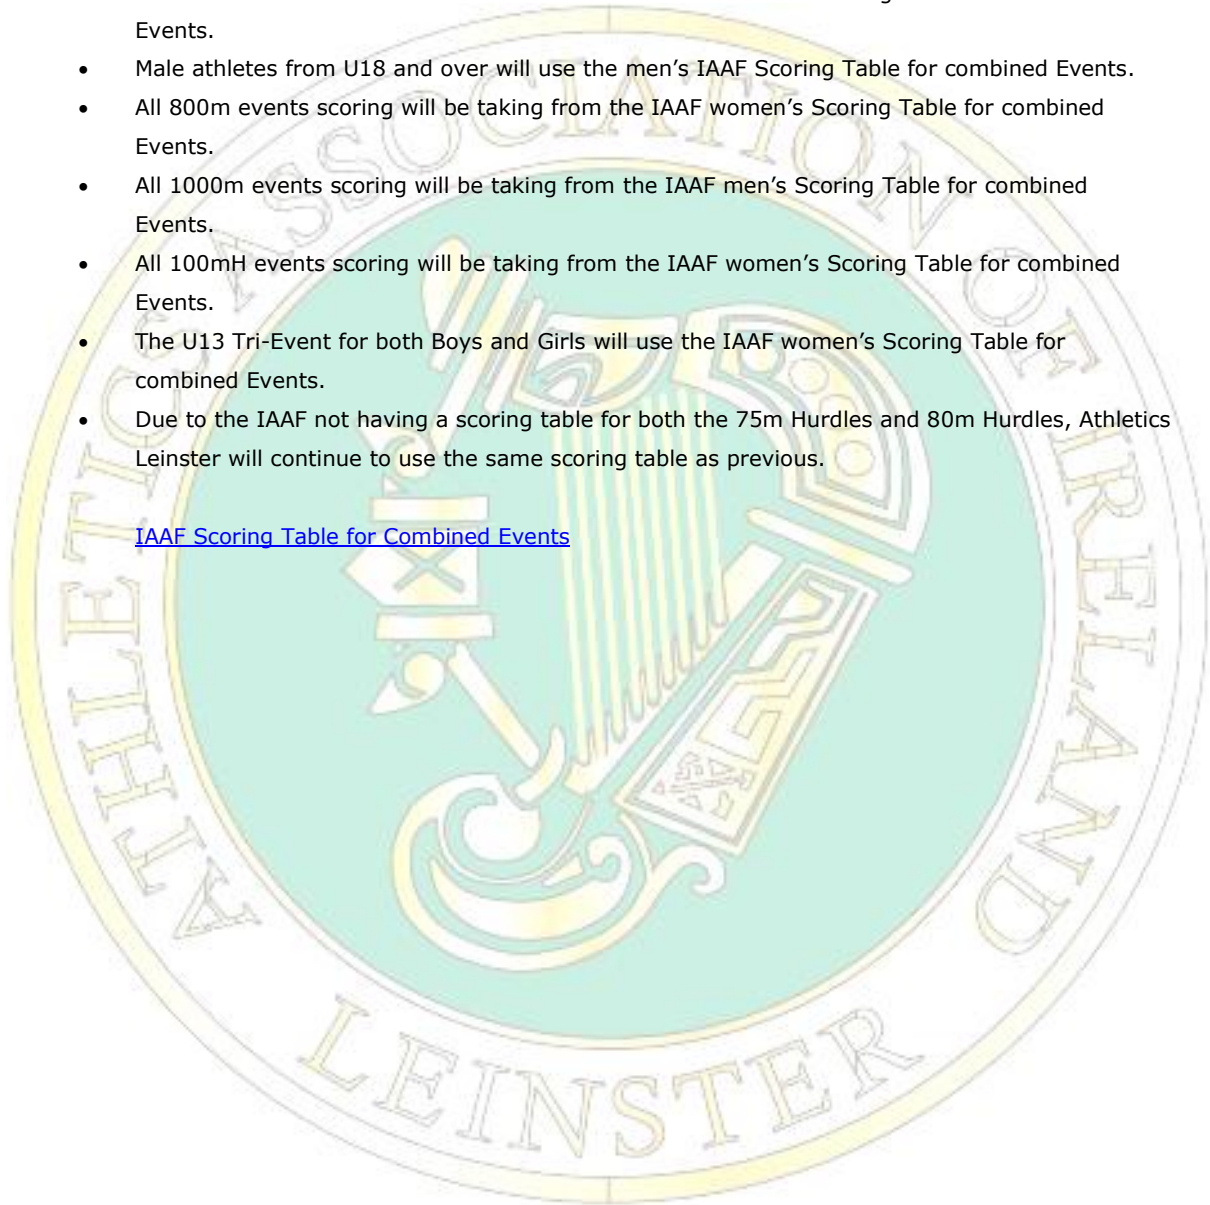 Events.
• Male athletes from U18 and over will use the men’s IAAF Scoring Table for combined Events.
• All 800m events scoring will be taking from the IAAF women’s Scoring Table for combined
Events.
• All 1000m events scoring will be taking from the IAAF men’s Scoring Table for combined
Events.
• All 100mH events scoring will be taking from the IAAF women’s Scoring Table for combined
Events.
• The U13 Tri-Event for both Boys and Girls will use the IAAF women’s Scoring Table for
combined Events.
• Due to the IAAF not having a scoring table for both the 75m Hurdles and 80m Hurdles, Athletics
Leinster will continue to use the same scoring table as previous.
IAAF Scoring Table for Combined Events
ATHLETICS ASSOCIATION OF IRELAND
LEINSTER